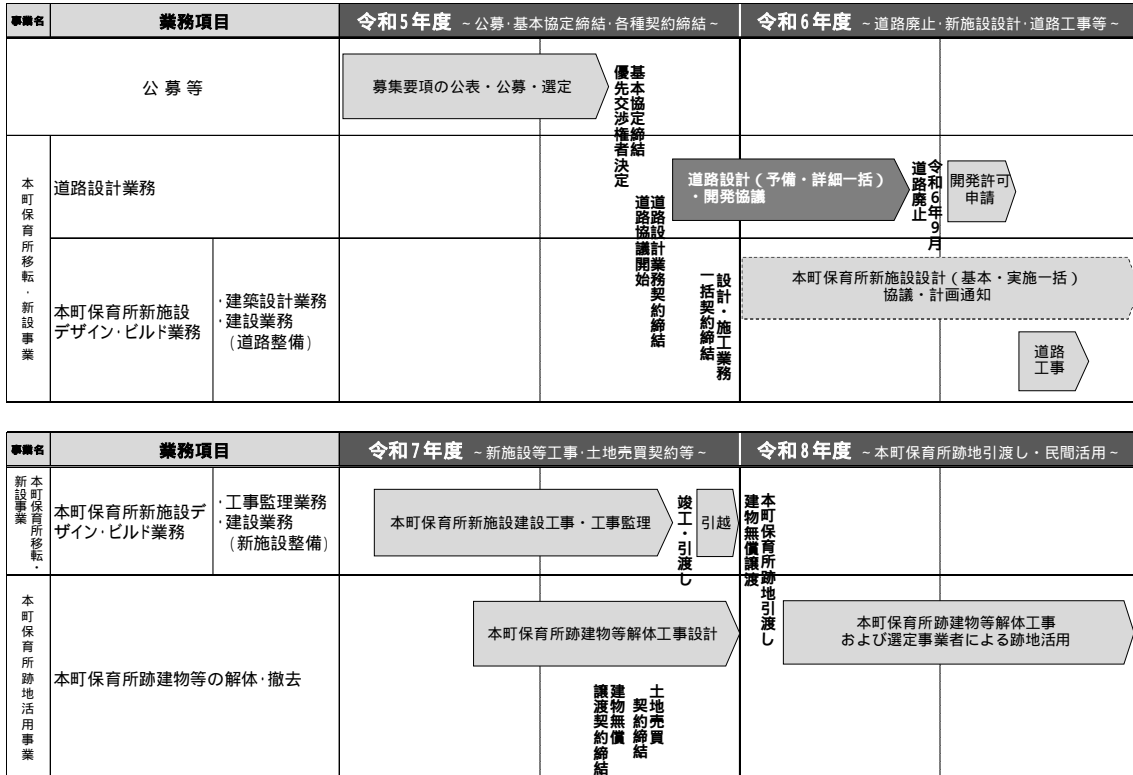 事業名
業務項目
令和5年度 ~公募·基本協定締結·各種契約締結~
令和6年度 ~道路廃止·新施設設計·道路工事等~
公募等
募集要項の公表・公募・選定
基本協定締結
優先交渉権者決定
本町保育所移転·新設事業
道路設計業務
道路設計業務契約締結
道路協議開始
道路設計（予備・詳細一括）
・開発協議
令和6年9月
道路廃止
開発許可
申請
本町保育所新施設
デザイン·ビルド業務
·建築設計業務
·建設業務
(道路整備)
設計・施工業務
一括契約締結
本町保育所新施設設計（基本・実施一括）
協議・計画通知
道路
工事
事業名
業務項目
令和7年度 ~新施設等工事·土地売買契約等~
令和8年度 ~本町保育所跡地引渡し・民間活用~
本町保育所移転・
新設事業
本町保育所新施設デ
ザイン·ビルド業務
·工事監理業務
·建設業務
(新施設整備)
本町保育所新施設建設工事・工事監理
竣工・引渡し
引越
本町保育所跡地引渡し
建物無償譲渡
本町保育所跡地活用事業
本町保育所跡建物等の解体·撤去
本町保育所跡建物等解体工事設計
本町保育所跡建物等解体工事
および選定事業者による跡地活用
土地売買
契約締結
建物無償
譲渡契約締結